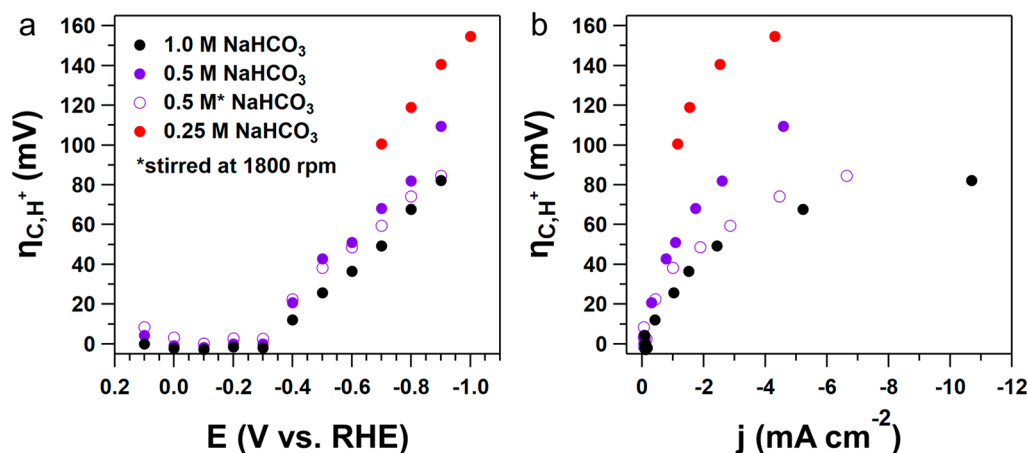 a
160
140
120
100
80
60
40
20
0
η_C,H⁺ (mV)
1.0 M NaHCO₃
0.5 M NaHCO₃
0.5 M* NaHCO₃
0.25 M NaHCO₃
*stirred at 1800 rpm
0.2 0.0 -0.2 -0.4 -0.6 -0.8 -1.0
E (V vs. RHE)
b
160
140
120
100
80
60
40
20
0
η_C,H⁺ (mV)
0 -2 -4 -6 -8 -10 -12
j (mA cm⁻²)